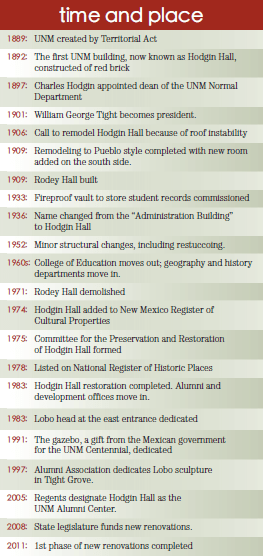 time and place
1889: UNM created by Territorial Act
1892: The first UNM building, now known as Hodgin Hall,
constructed of red brick
1897: Charles Hodgin appointed dean of the UNM Normal
Department
1901: William George Tight becomes president.
1906: Call to remodel Hodgin Hall because of roof instability
1909: Remodeling to Pueblo style completed with new room
added on the south side.
1909: Rodey Hall built
1933: Fireproof vault to store student records commissioned
1936: Name changed from the "Administration Building"
to Hodgin Hall
1952: Minor structural changes, including restuccoing.
1960s: College of Education moves out; geography and history
departments move in.
1971: Rodey Hall demolished
1974: Hodgin Hall added to New Mexico Register of
Cultural Properties
1975: Committee for the Preservation and Restoration
of Hodgin Hall formed
1978: Listed on National Register of Historic Places
1983: Hodgin Hall restoration completed. Alumni and
development offices move in.
1983: Lobo head at the east entrance dedicated
1991: The gazebo, a gift from the Mexican government
for the UNM Centennial, dedicated
1997: Alumni Association dedicates Lobo sculpture
in Tight Grove.
2005: Regents designate Hodgin Hall as the
UNM Alumni Center.
2008: State legislature funds new renovations.
2011: 1st phase of new renovations completed